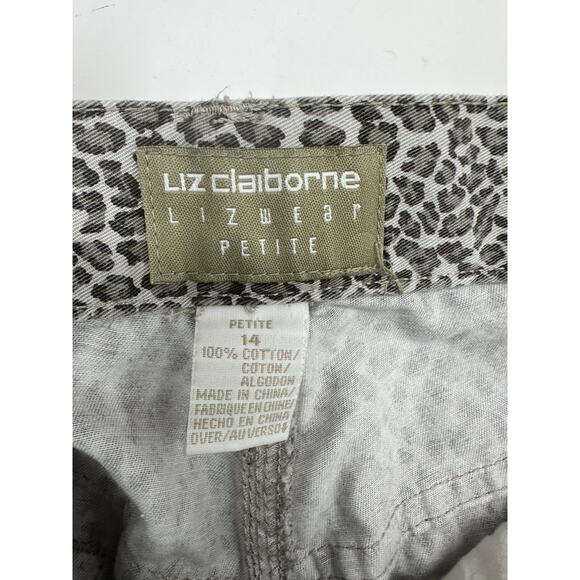 LIZ claiborne
LIZWEAR
PETITE
PETITE
14
100% COTTON/
COTON/
ALGODON
MADE IN CHINA/
FABRIQUE EN CHINE/
HECHO EN CHINA
OVER/AU VERSO